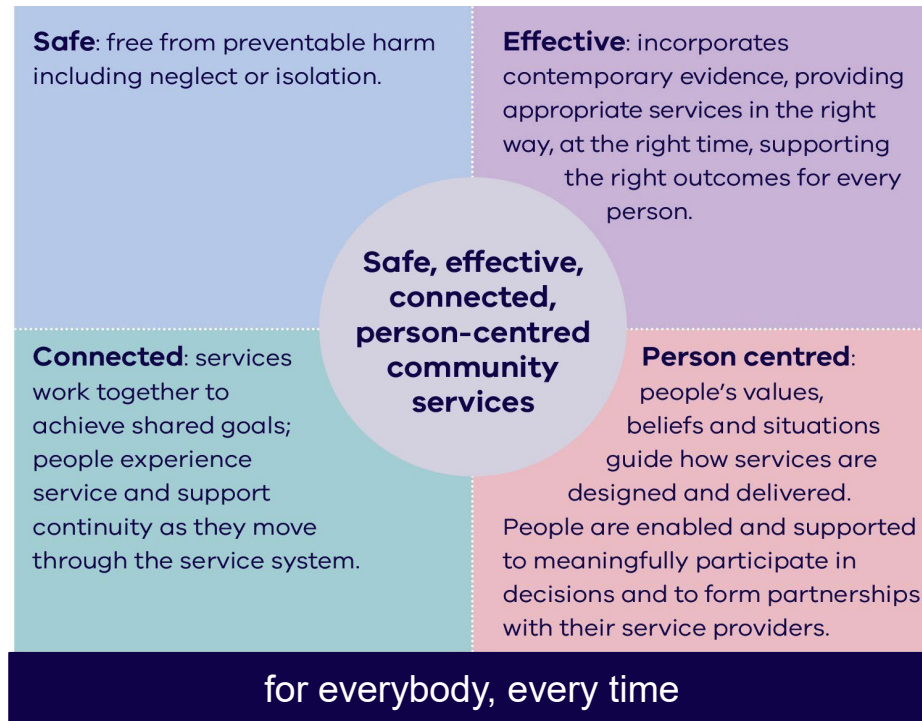 Safe: free from preventable harm
including neglect or isolation.
Effective: incorporates
contemporary evidence, providing
appropriate services in the right
way, at the right time, supporting
the right outcomes for every
person.
Safe, effective,
connected,
person-centred
community
services
Connected: services
work together to
achieve shared goals;
people experience
service and support
continuity as they move
through the service system.
Person centred:
people’s values,
beliefs and situations
guide how services are
designed and delivered.
People are enabled and supported
to meaningfully participate in
decisions and to form partnerships
with their service providers.
for everybody, every time